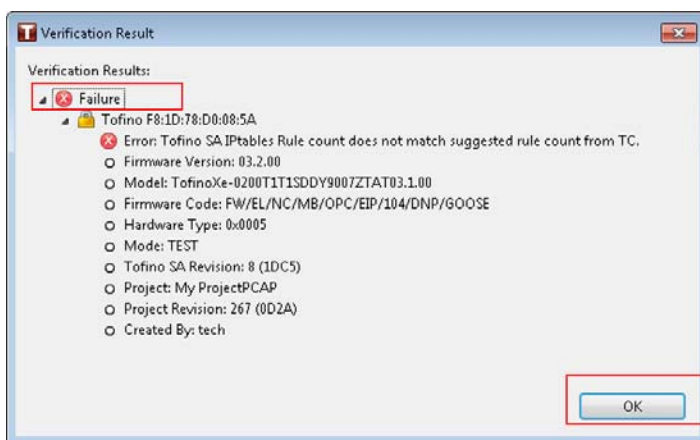 Verification Result
Verification Results:
Failure
Tofino F8:1D:78:D0:08:5A
Error: Tofino SA IPtables Rule count does not match suggested rule count from TC.
Firmware Version: 03.2.00
Model: TofinoXe-0200T1T1SDDY9007ZTAT03.1.00
Firmware Code: FW/EL/NC/MB/OPC/EIP/104/DNP/GOOSE
Hardware Type: 0x0005
Mode: TEST
Tofino SA Revision: 8 (1DC5)
Project: My ProjectPCAP
Project Revision: 267 (0D2A)
Created By: tech
OK